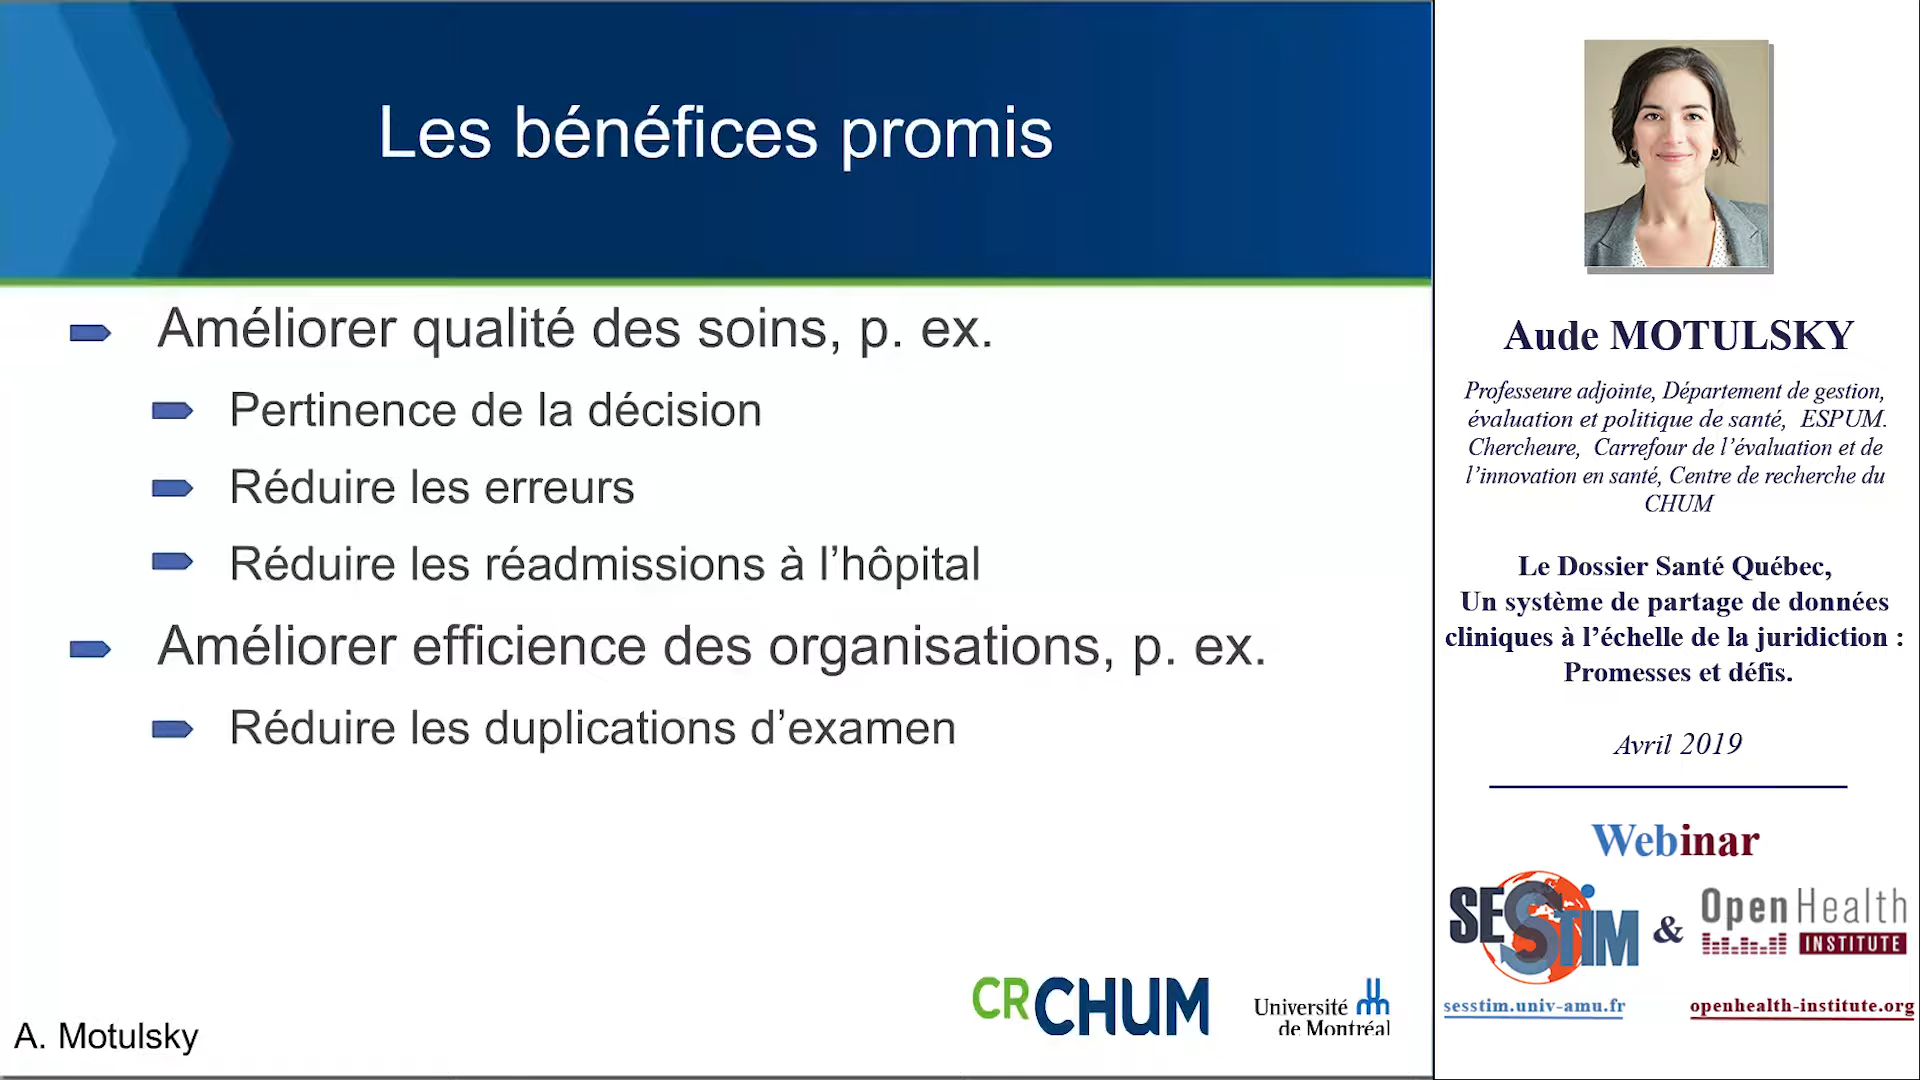 Les bénéfices promis
Améliorer qualité des soins, p. ex.
Pertinence de la décision
Réduire les erreurs
Réduire les réadmissions à l’hôpital
Améliorer efficience des organisations, p. ex.
Réduire les duplications d’examen
CRCHUM
Université
de Montréal
A. Motulsky
Aude MOTULSKY
Professeure adjointe, Département de gestion,
évaluation et politique de santé, ESPUM.
Chercheure, Carrefour de l’évaluation et de
l’innovation en santé, Centre de recherche du
CHUM
Le Dossier Santé Québec,
Un système de partage de données
cliniques à l’échelle de la juridiction :
Promesses et défis.
Avril 2019
Webinar
SESSTIM & Open Health
INSTITUTE
sesstim.univ-amu.fr
openhealth-institute.org